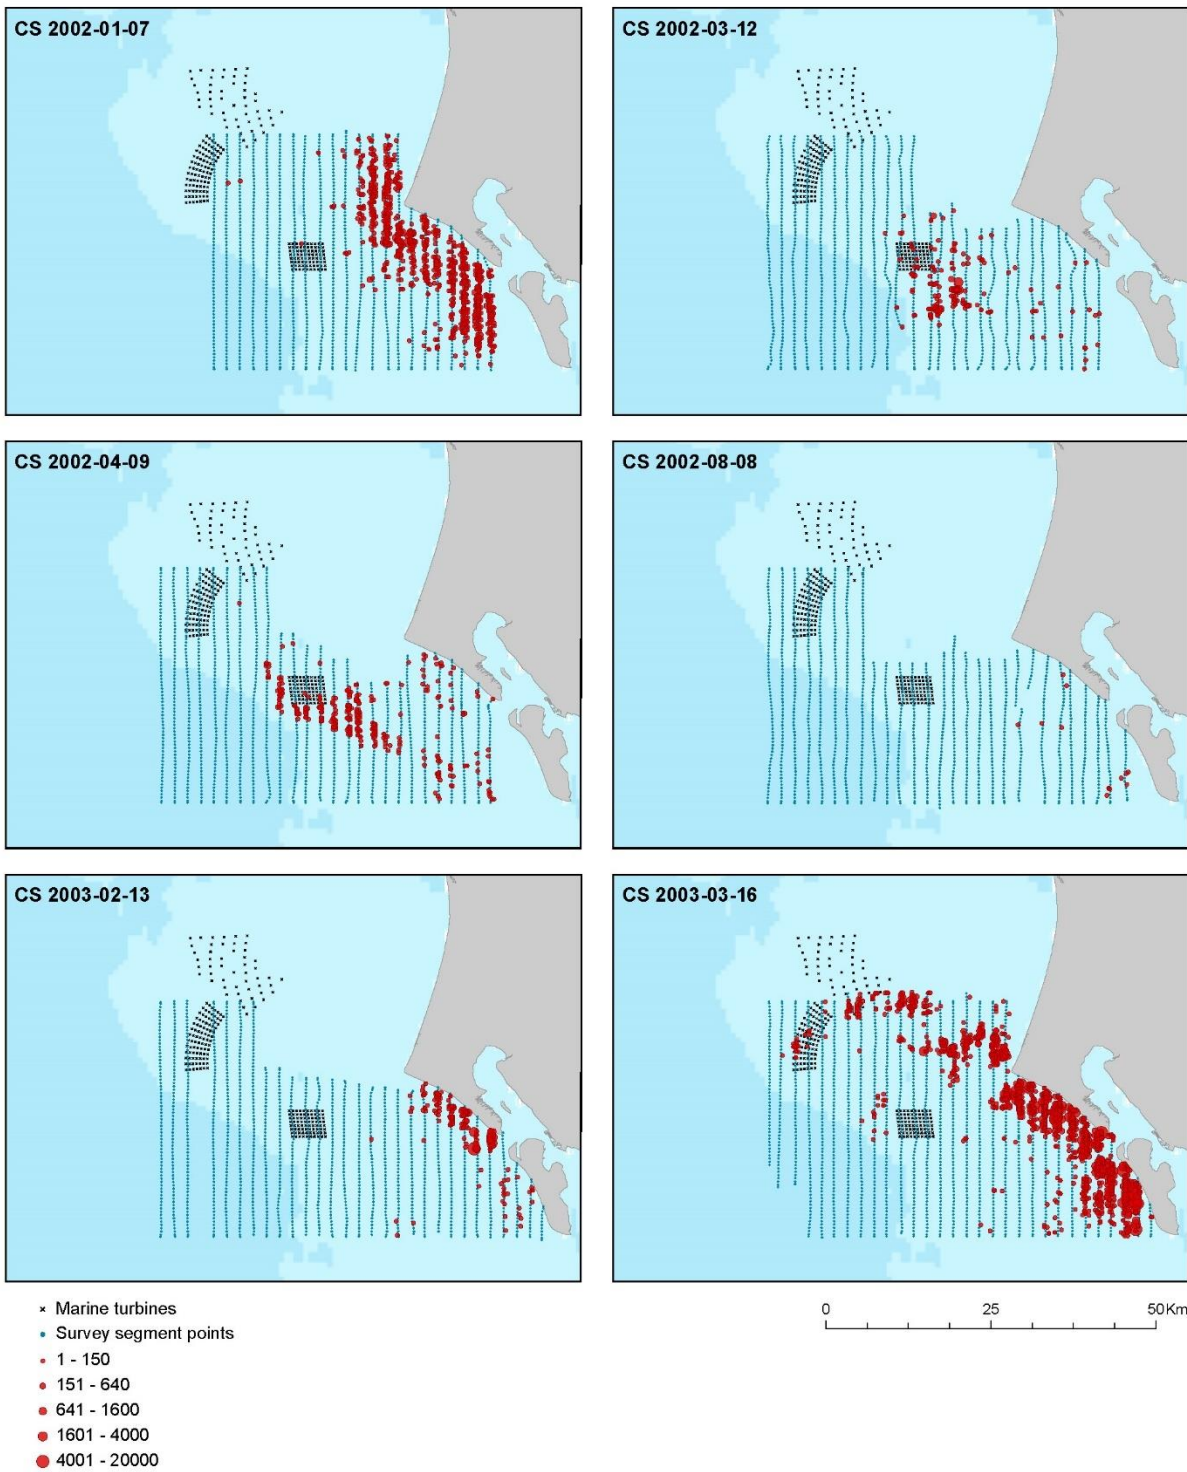 CS 2002-01-07
CS 2002-03-12
CS 2002-04-09
CS 2002-08-08
CS 2003-02-13
CS 2003-03-16
Marine turbines
Survey segment points
1 - 150
151 - 640
641 - 1600
1601 - 4000
4001 - 20000
0 25 50 Km